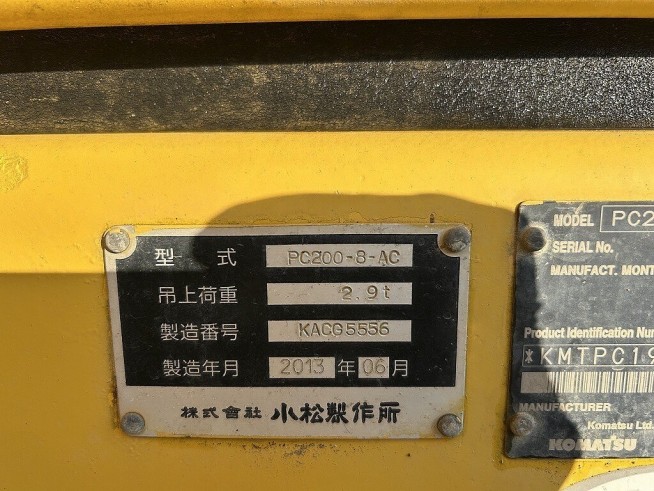 型 式 PC200-8-AC
吊上荷重 2.9t
製造番号 KACG5556
製造年月 2013 年 06 月
株式會社 小松製作所
MODEL PC2
SERIAL No.
MANUFACT. MONT
Product Identification Num
*KMTPC19
MANUFACTURER
Komatsu Ltd.
KOMATSU